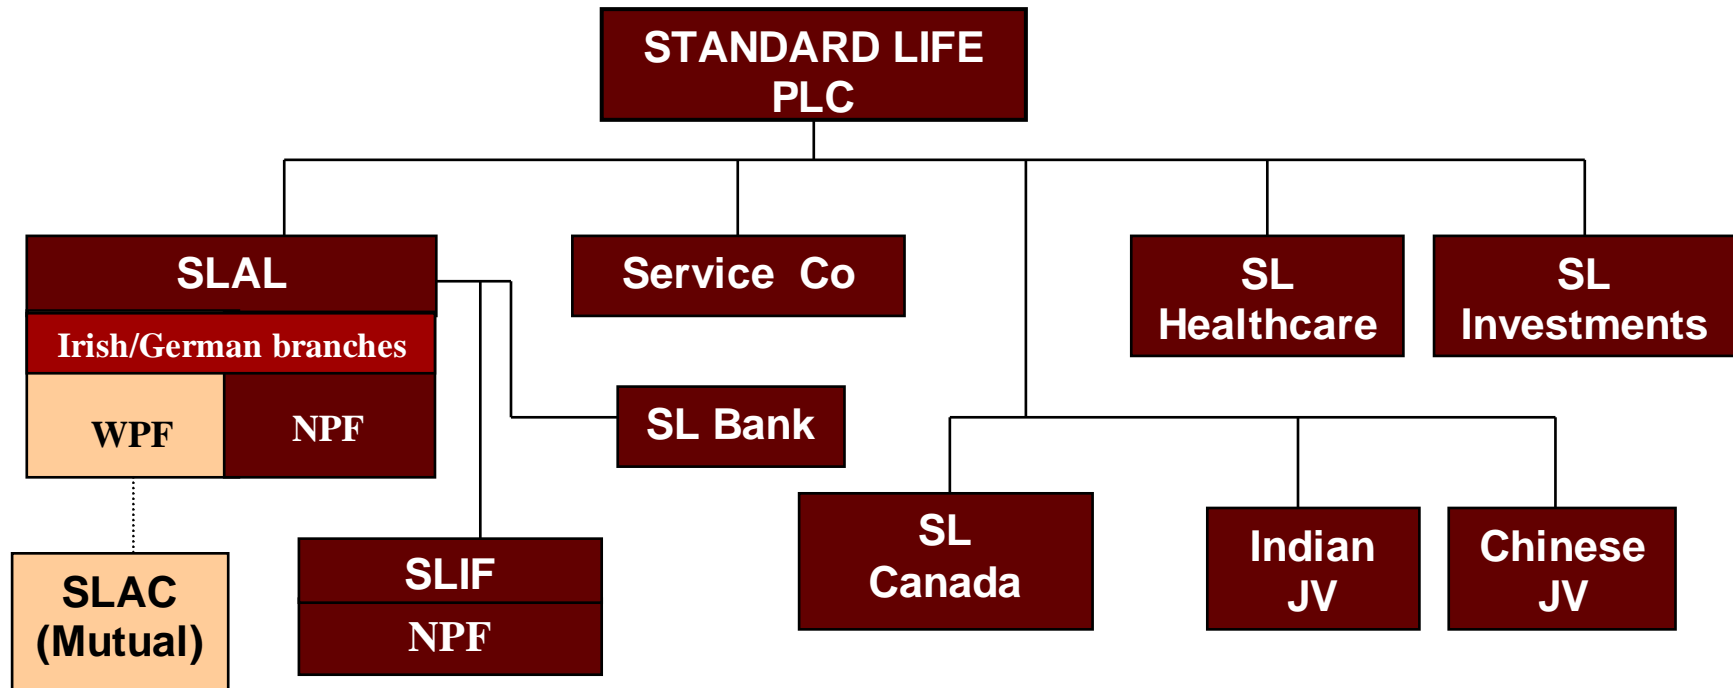 STANDARD LIFE
PLC
SLAL
Irish/German branches
WPF
NPF
Service Co
SL
Healthcare
SL
Investments
SL Bank
SLAC
(Mutual)
SLIF
NPF
SL
Canada
Indian
JV
Chinese
JV